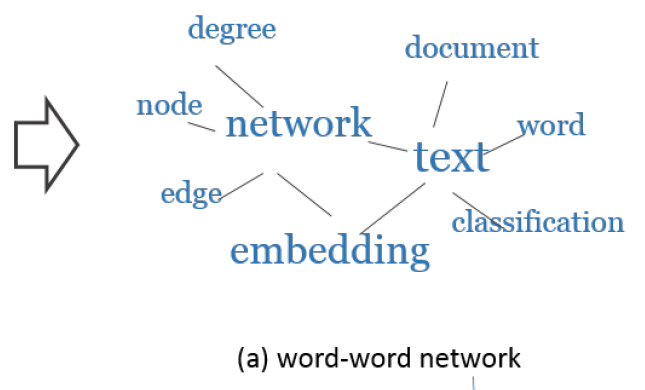 degree
document
node
network
word
text
edge
classification
embedding
(a) word-word network